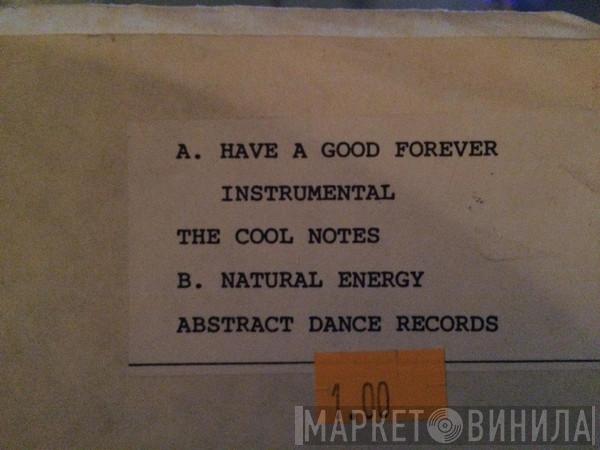 A. HAVE A GOOD FOREVER
INSTRUMENTAL
THE COOL NOTES
B. NATURAL ENERGY
ABSTRACT DANCE RECORDS
1.00
МАРКЕТ ВИНИЛА